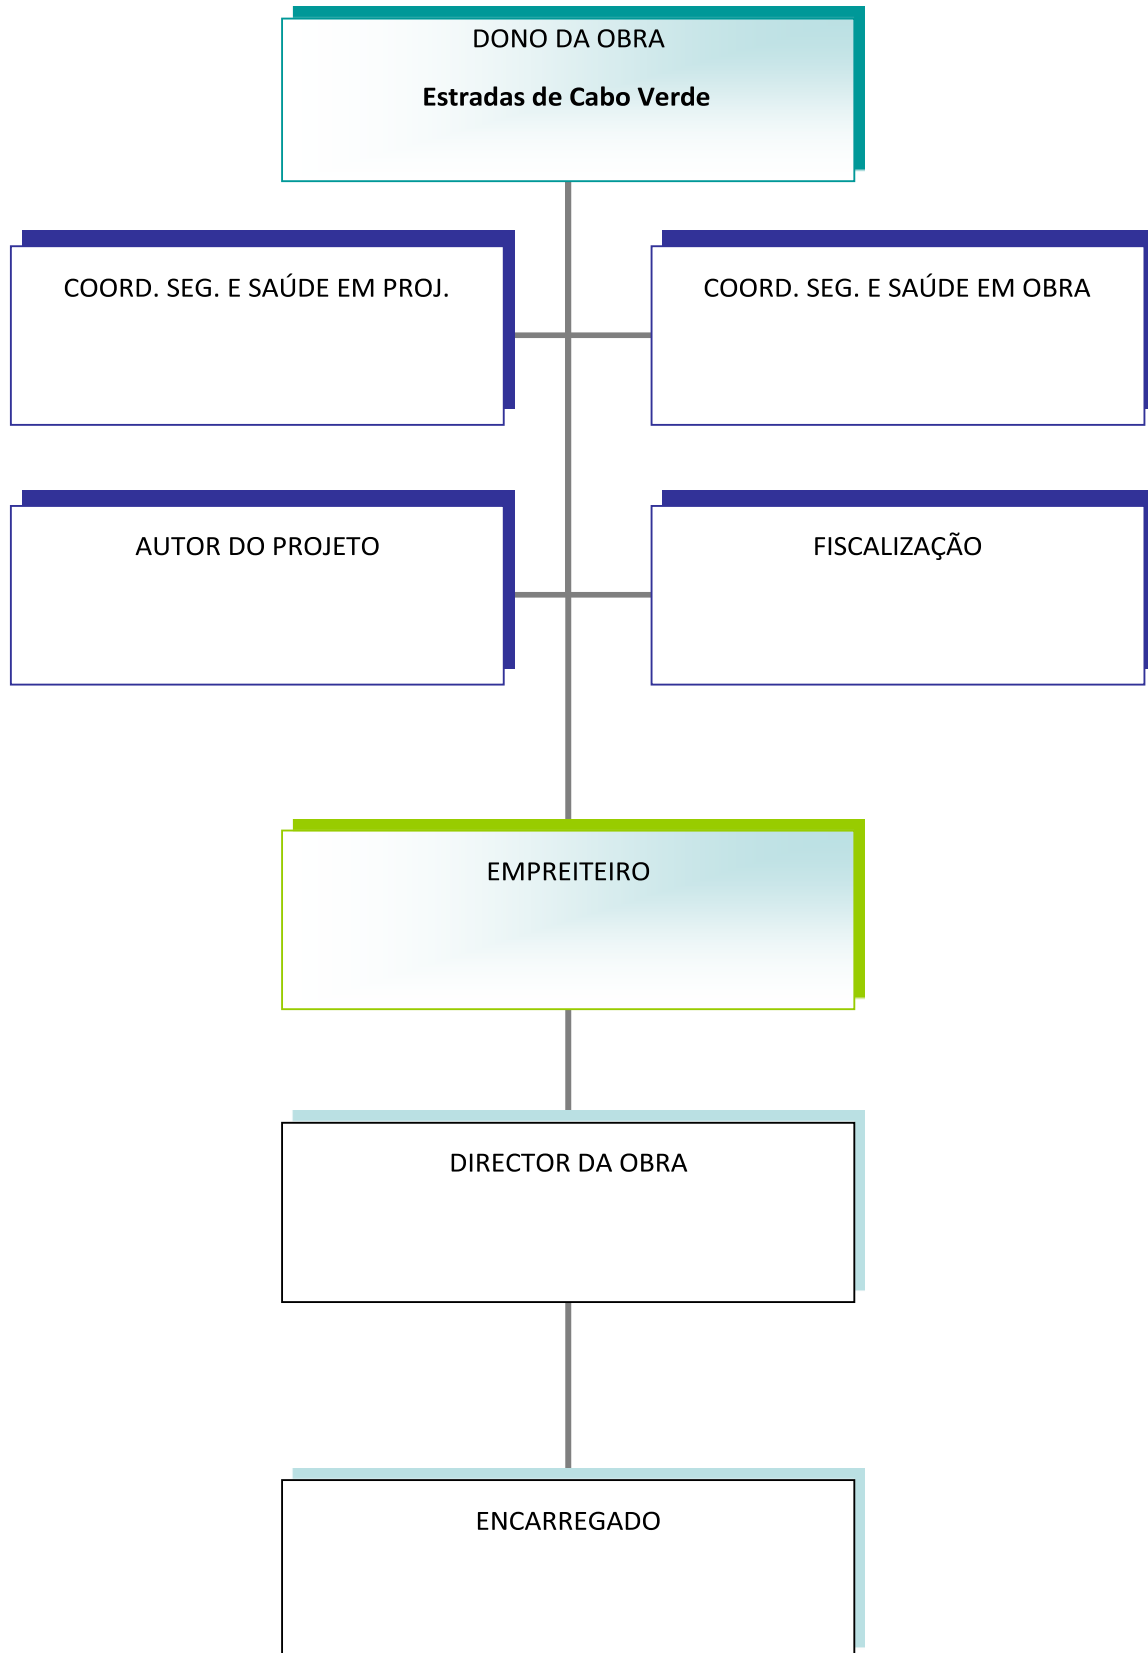 DONO DA OBRA
Estradas de Cabo Verde
COORD. SEG. E SAÚDE EM PROJ.
COORD. SEG. E SAÚDE EM OBRA
AUTOR DO PROJETO
FISCALIZAÇÃO
EMPREITEIRO
DIRECTOR DA OBRA
ENCARREGADO